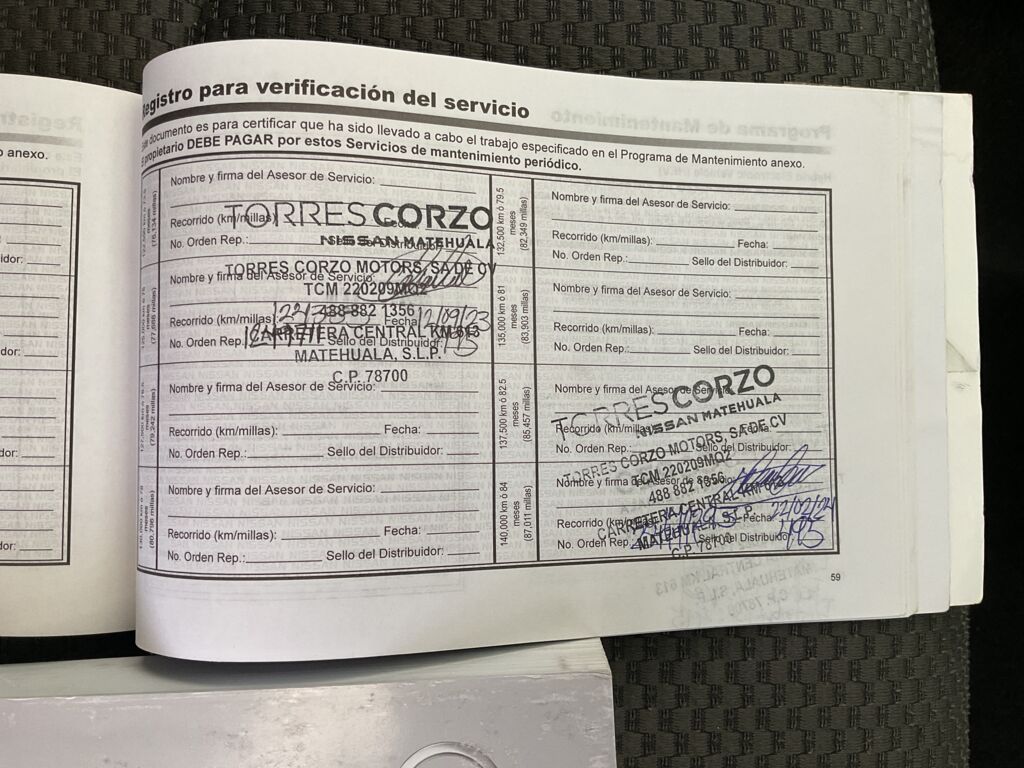 Registro para verificación del servicio
Este documento es para certificar que ha sido llevado a cabo el trabajo especificado en el Programa de Mantenimiento anexo.
El propietario DEBE PAGAR por estos Servicios de mantenimiento periódico.
o anexo.
Nombre y firma del Asesor de Servicio:
Recorrido (km/millas)
No. Orden Rep.:
TORRES CORZO
NISSAN MATEHUALA
TORRES CORZO MOTORS, SA DE CV
TCM 220209MQ2
488 882 1356
CARRETERA CENTRAL KM 613
MATEHUALA, S.L.P.
C.P. 78700
Nombre y firma del Asesor de Servicio:
Recorrido (km/millas)
Fecha
12/09/23
No. Orden Rep.:
Sello del Distribuidor:
Nombre y firma del Asesor de Servicio:
Recorrido (km/millas):
Fecha:
No. Orden Rep.:
Sello del Distribuidor:
Nombre y firma del Asesor de Servicio:
Recorrido (km/millas):
Fecha:
No. Orden Rep.:
Sello del Distribuidor:
132,500 km ó 79.5
meses
(82,349 millas)
135,000 km ó 81
meses
(83,903 millas)
137,500 km ó 82.5
meses
(85,457 millas)
140,000 km ó 84
meses
(87,011 millas)
Nombre y firma del Asesor de Servicio:
Recorrido (km/millas):
Fecha:
No. Orden Rep.:
Sello del Distribuidor:
Nombre y firma del Asesor de Servicio:
Recorrido (km/millas):
Fecha:
No. Orden Rep.:
Sello del Distribuidor:
Nombre y firma del Asesor de Servicio:
Recorrido (km/millas)
No. Orden Rep.:
Sello del Distribuidor:
TORRES CORZO
NISSAN MATEHUALA
TORRES CORZO MOTORS, SA DE CV
TCM 220209MQ2
488 882 1356
CARRETERA CENTRAL KM 613
MATEHUALA, S.L.P.
C.P. 78700
Nombre y firma del Asesor de Servicio:
Recorrido (km/millas)
Fecha:
22/02/24
No. Orden Rep.
Sello del Distribuidor:
59